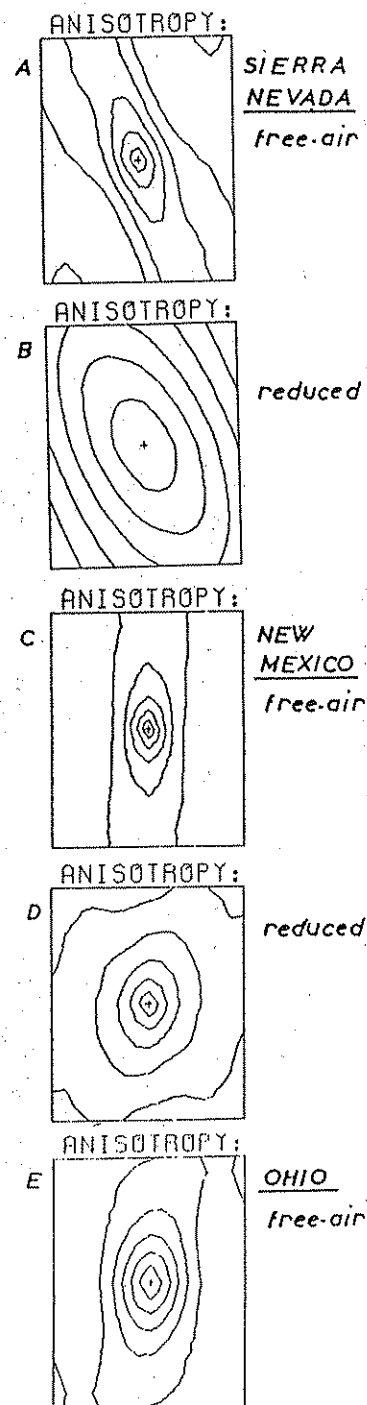 ANISOTROPY:
A
SIERRA
NEVADA
free-air
ANISOTROPY:
B
reduced
ANISOTROPY:
C
NEW
MEXICO
free-air
ANISOTROPY:
D
reduced
ANISOTROPY:
E
OHIO
free-air